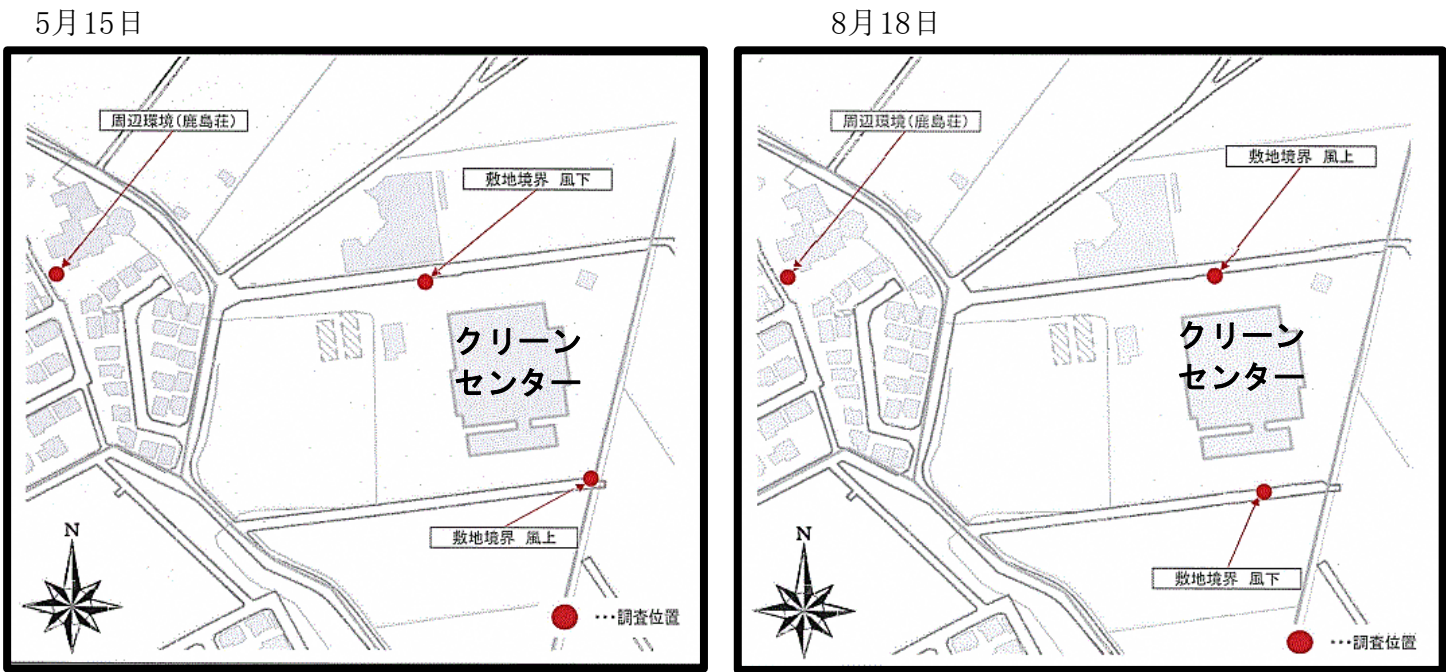 5月15日
周辺環境(鹿島荘)
敷地境界 風下
クリーン
センター
敷地境界 風上
N
…調査位置
8月18日
周辺環境(鹿島荘)
敷地境界 風上
クリーン
センター
敷地境界 風下
N
…調査位置